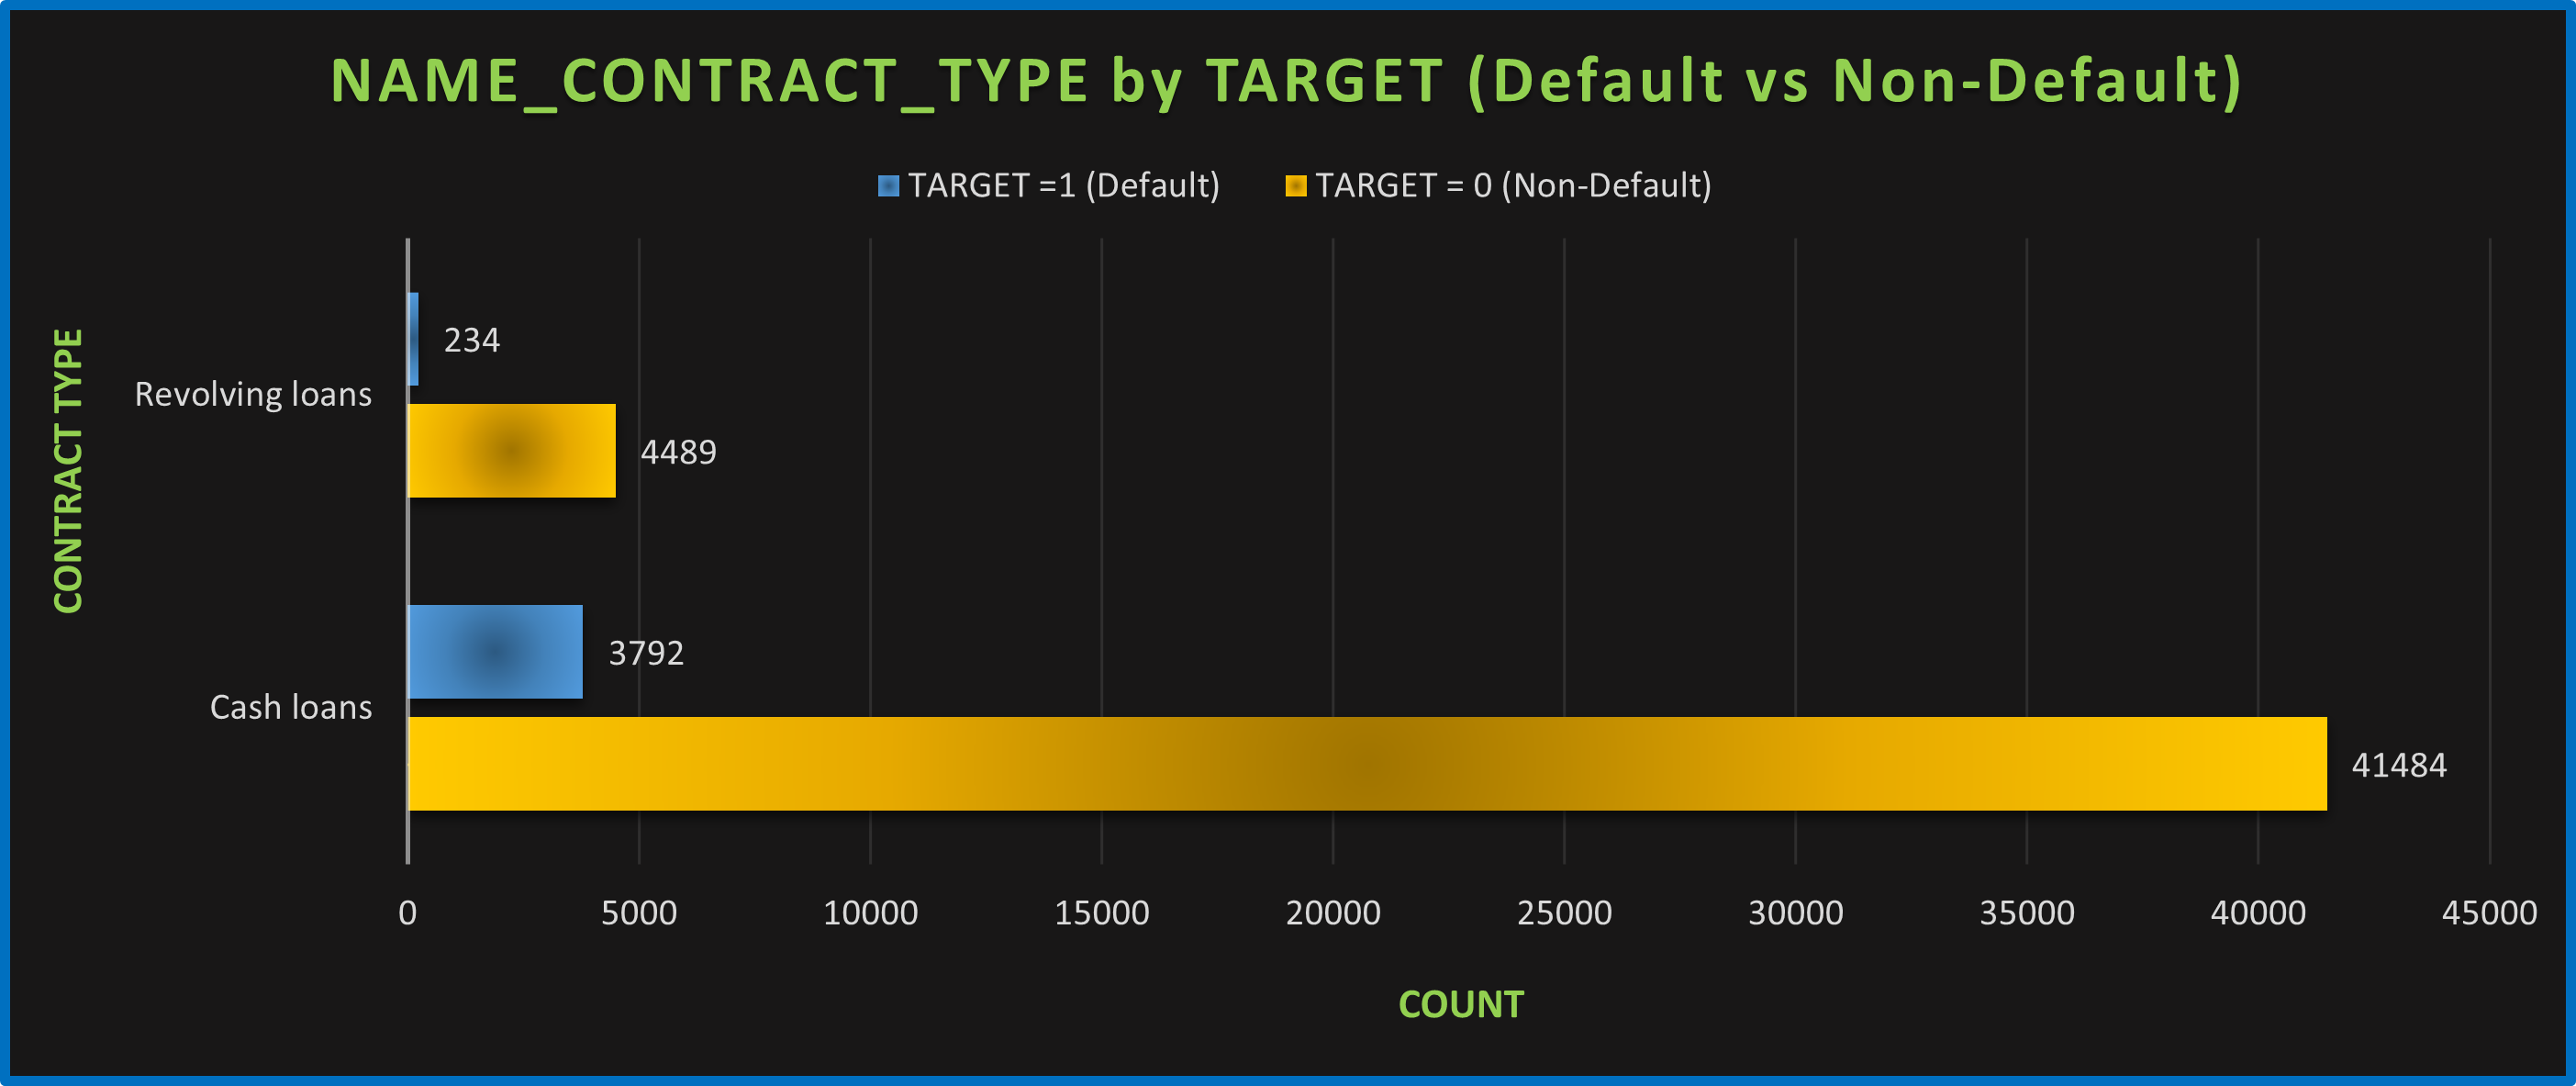 NAME_CONTRACT_TYPE by TARGET (Default vs Non-Default)
TARGET =1 (Default)
TARGET = 0 (Non-Default)
CONTRACT TYPE
Revolving loans
234
4489
Cash loans
3792
41484
0 5000 10000 15000 20000 25000 30000 35000 40000 45000
COUNT